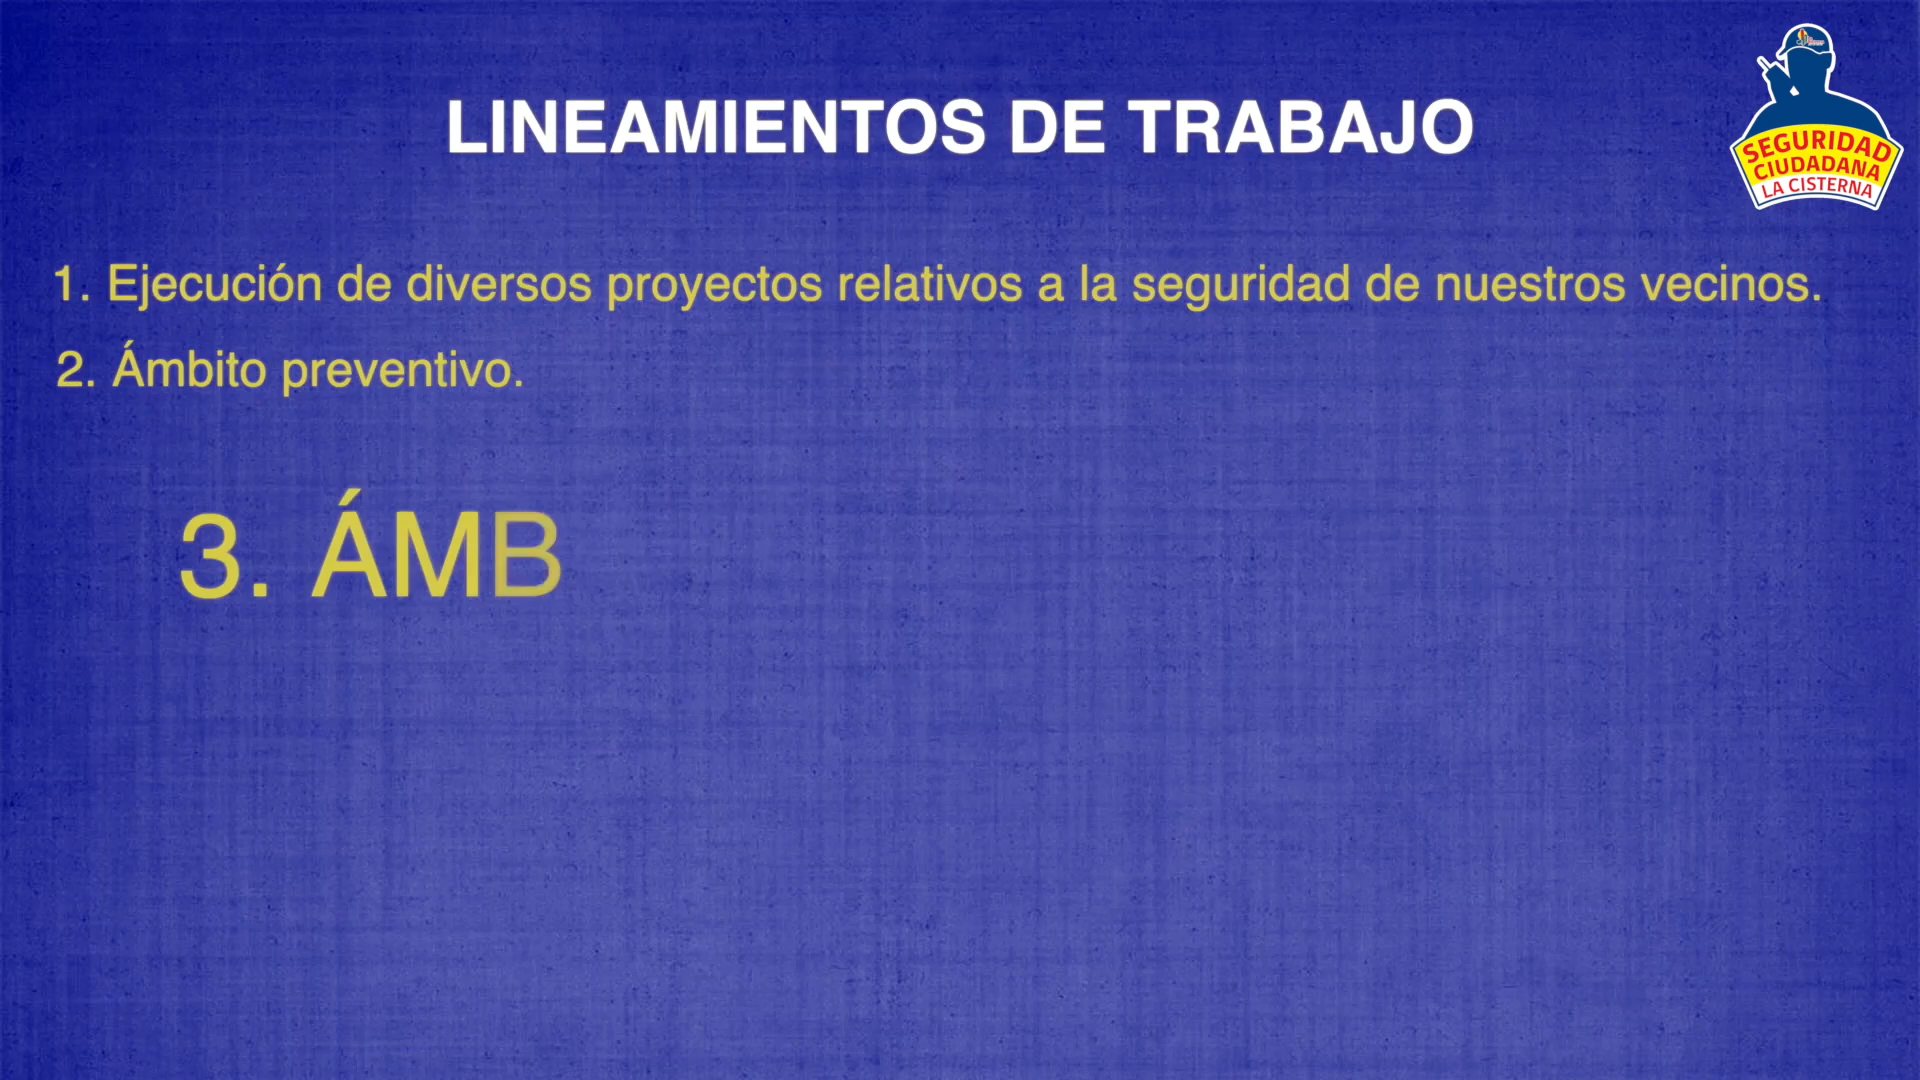 LINEAMIENTOS DE TRABAJO
SEGURIDAD
CIUDADANA
LA CISTERNA
1. Ejecución de diversos proyectos relativos a la seguridad de nuestros vecinos.
2. Ámbito preventivo.
3. ÁMB